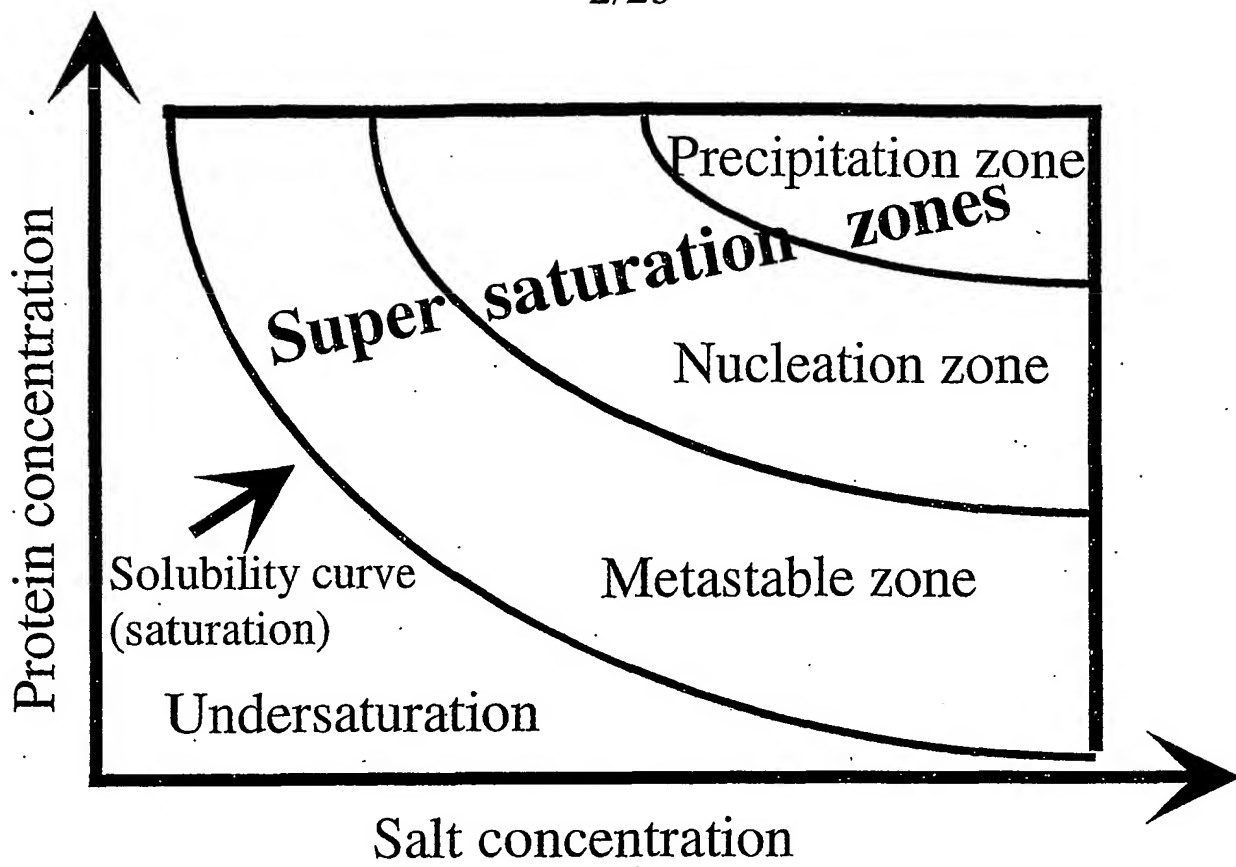 Protein concentration
Precipitation zone
Super saturation zones
Nucleation zone
Solubility curve
(saturation)
Metastable zone
Undersaturation
Salt concentration